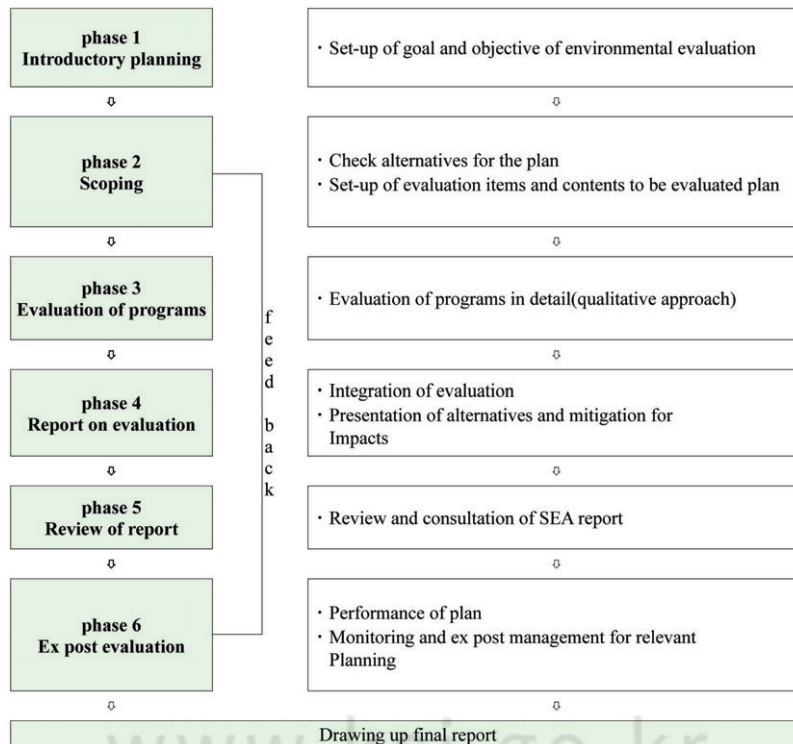 phase 1
Introductory planning
· Set-up of goal and objective of environmental evaluation
phase 2
Scoping
· Check alternatives for the plan
· Set-up of evaluation items and contents to be evaluated plan
phase 3
Evaluation of programs
· Evaluation of programs in detail(qualitative approach)
feed back
phase 4
Report on evaluation
· Integration of evaluation
· Presentation of alternatives and mitigation for
Impacts
phase 5
Review of report
· Review and consultation of SEA report
phase 6
Ex post evaluation
· Performance of plan
· Monitoring and ex post management for relevant
Planning
Drawing up final report